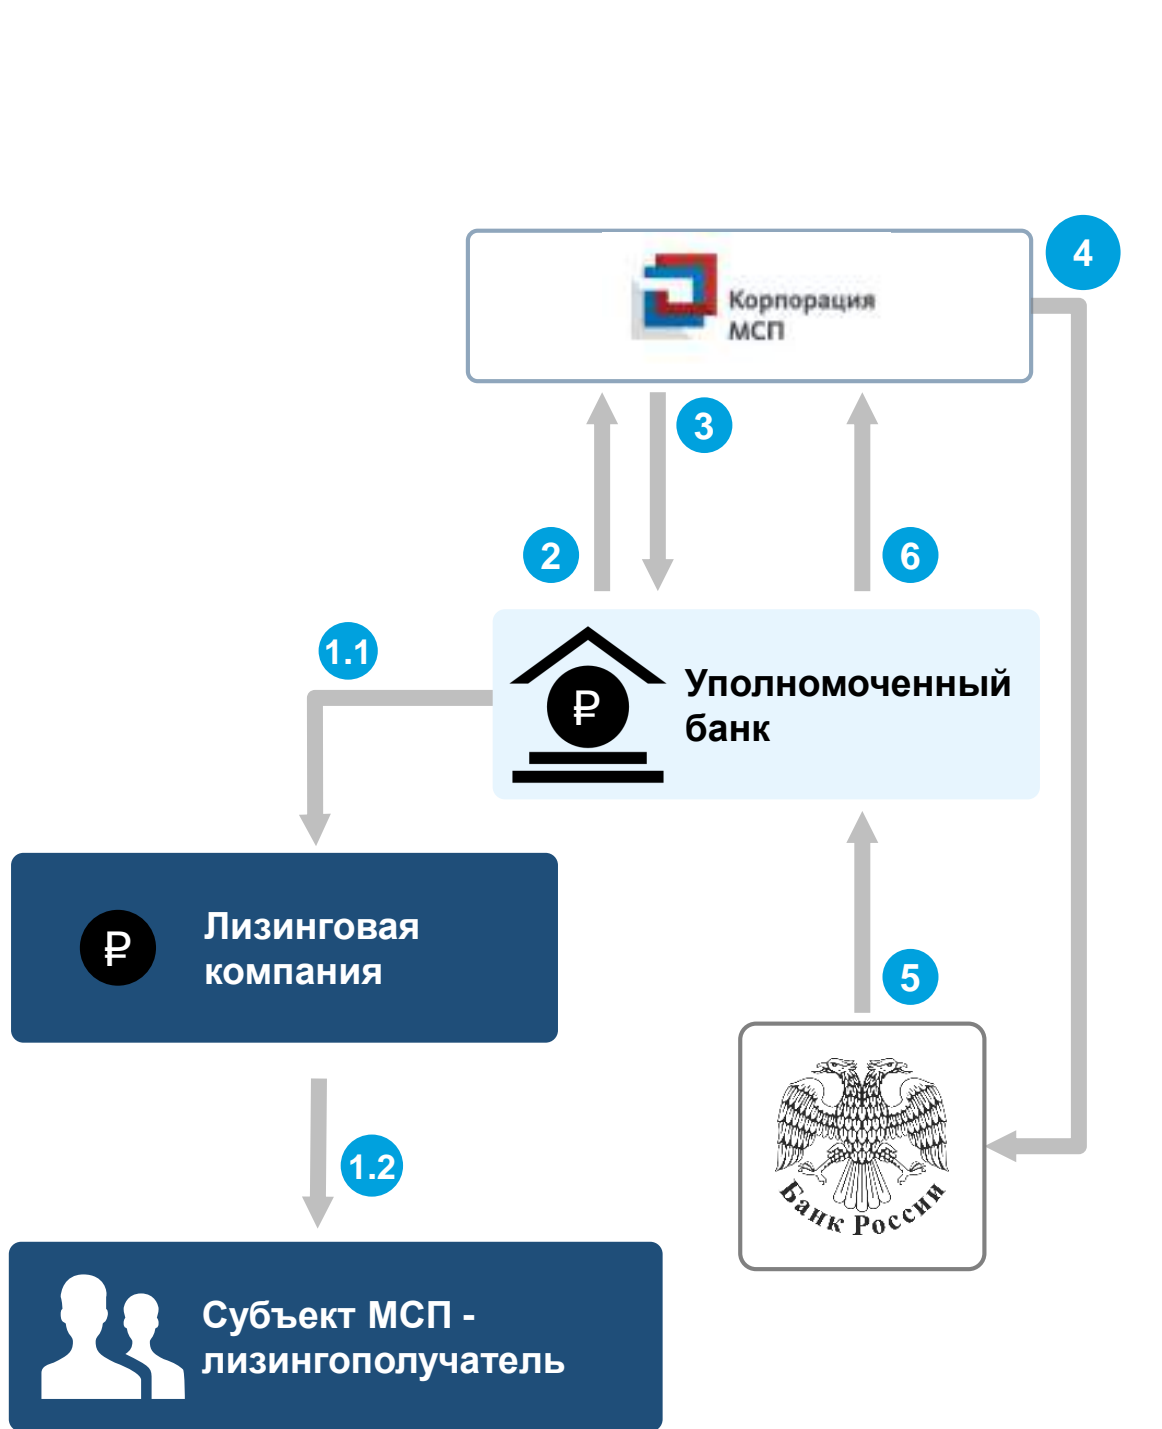 4
Корпорация
МСП
3
2
6
1.1
Уполномоченный
банк
₽
Лизинговая
компания
₽
5
1.2
Банк России
Субъект МСП -
лизингополучатель